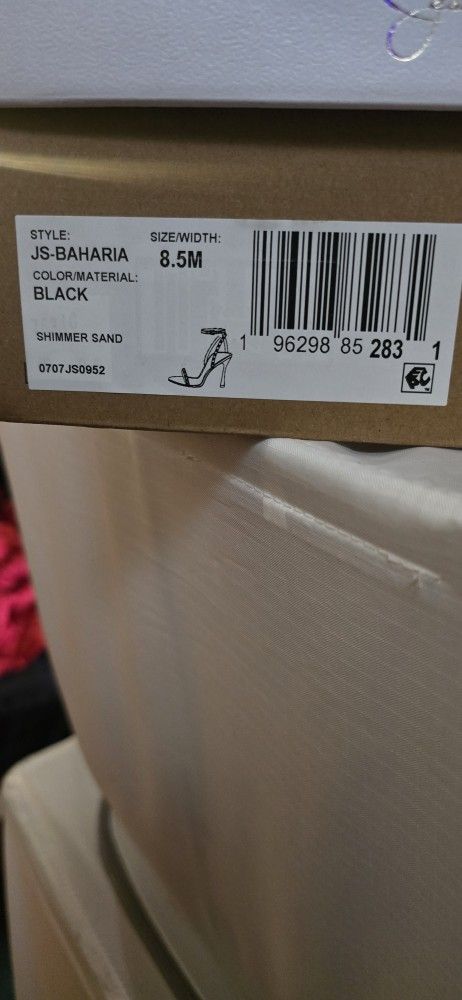 STYLE:
JS-BAHARIA
SIZE/WIDTH:
8.5M
COLOR/MATERIAL:
BLACK
SHIMMER SAND
0707JS0952
1 96298 85 283 1